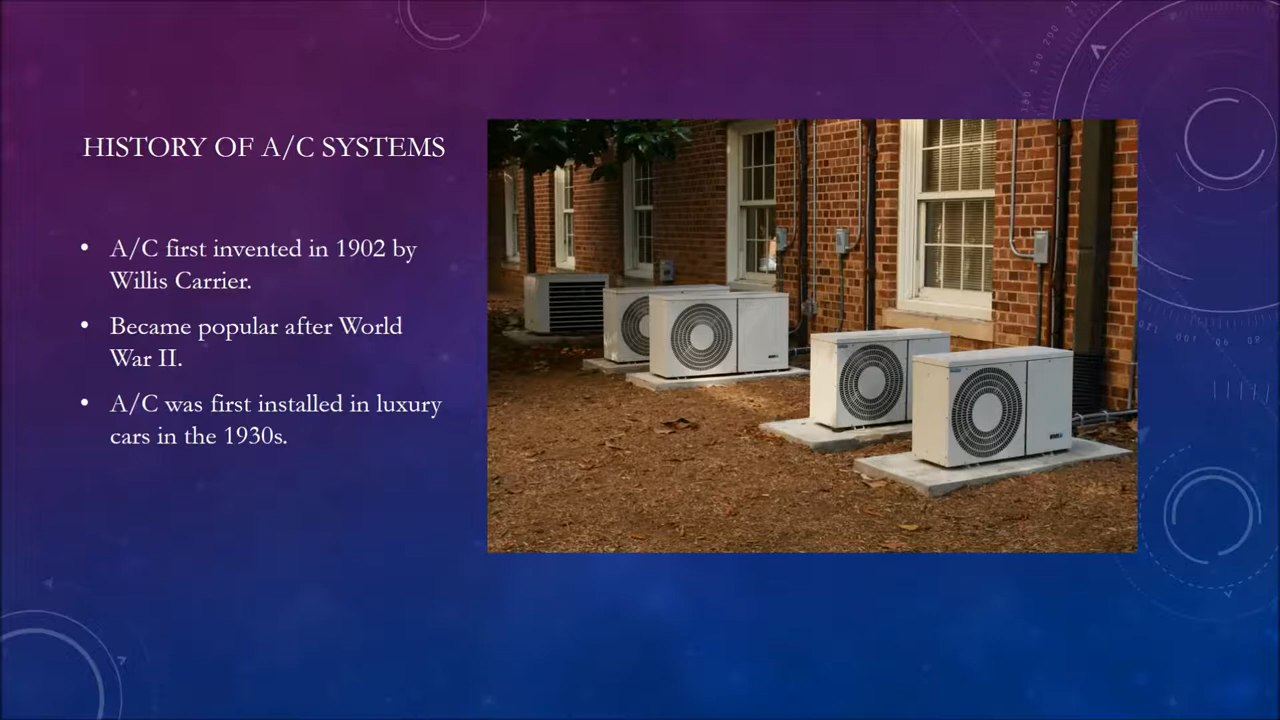 HISTORY OF A/C SYSTEMS
• A/C first invented in 1902 by
Willis Carrier.
• Became popular after World
War II.
• A/C was first installed in luxury
cars in the 1930s.